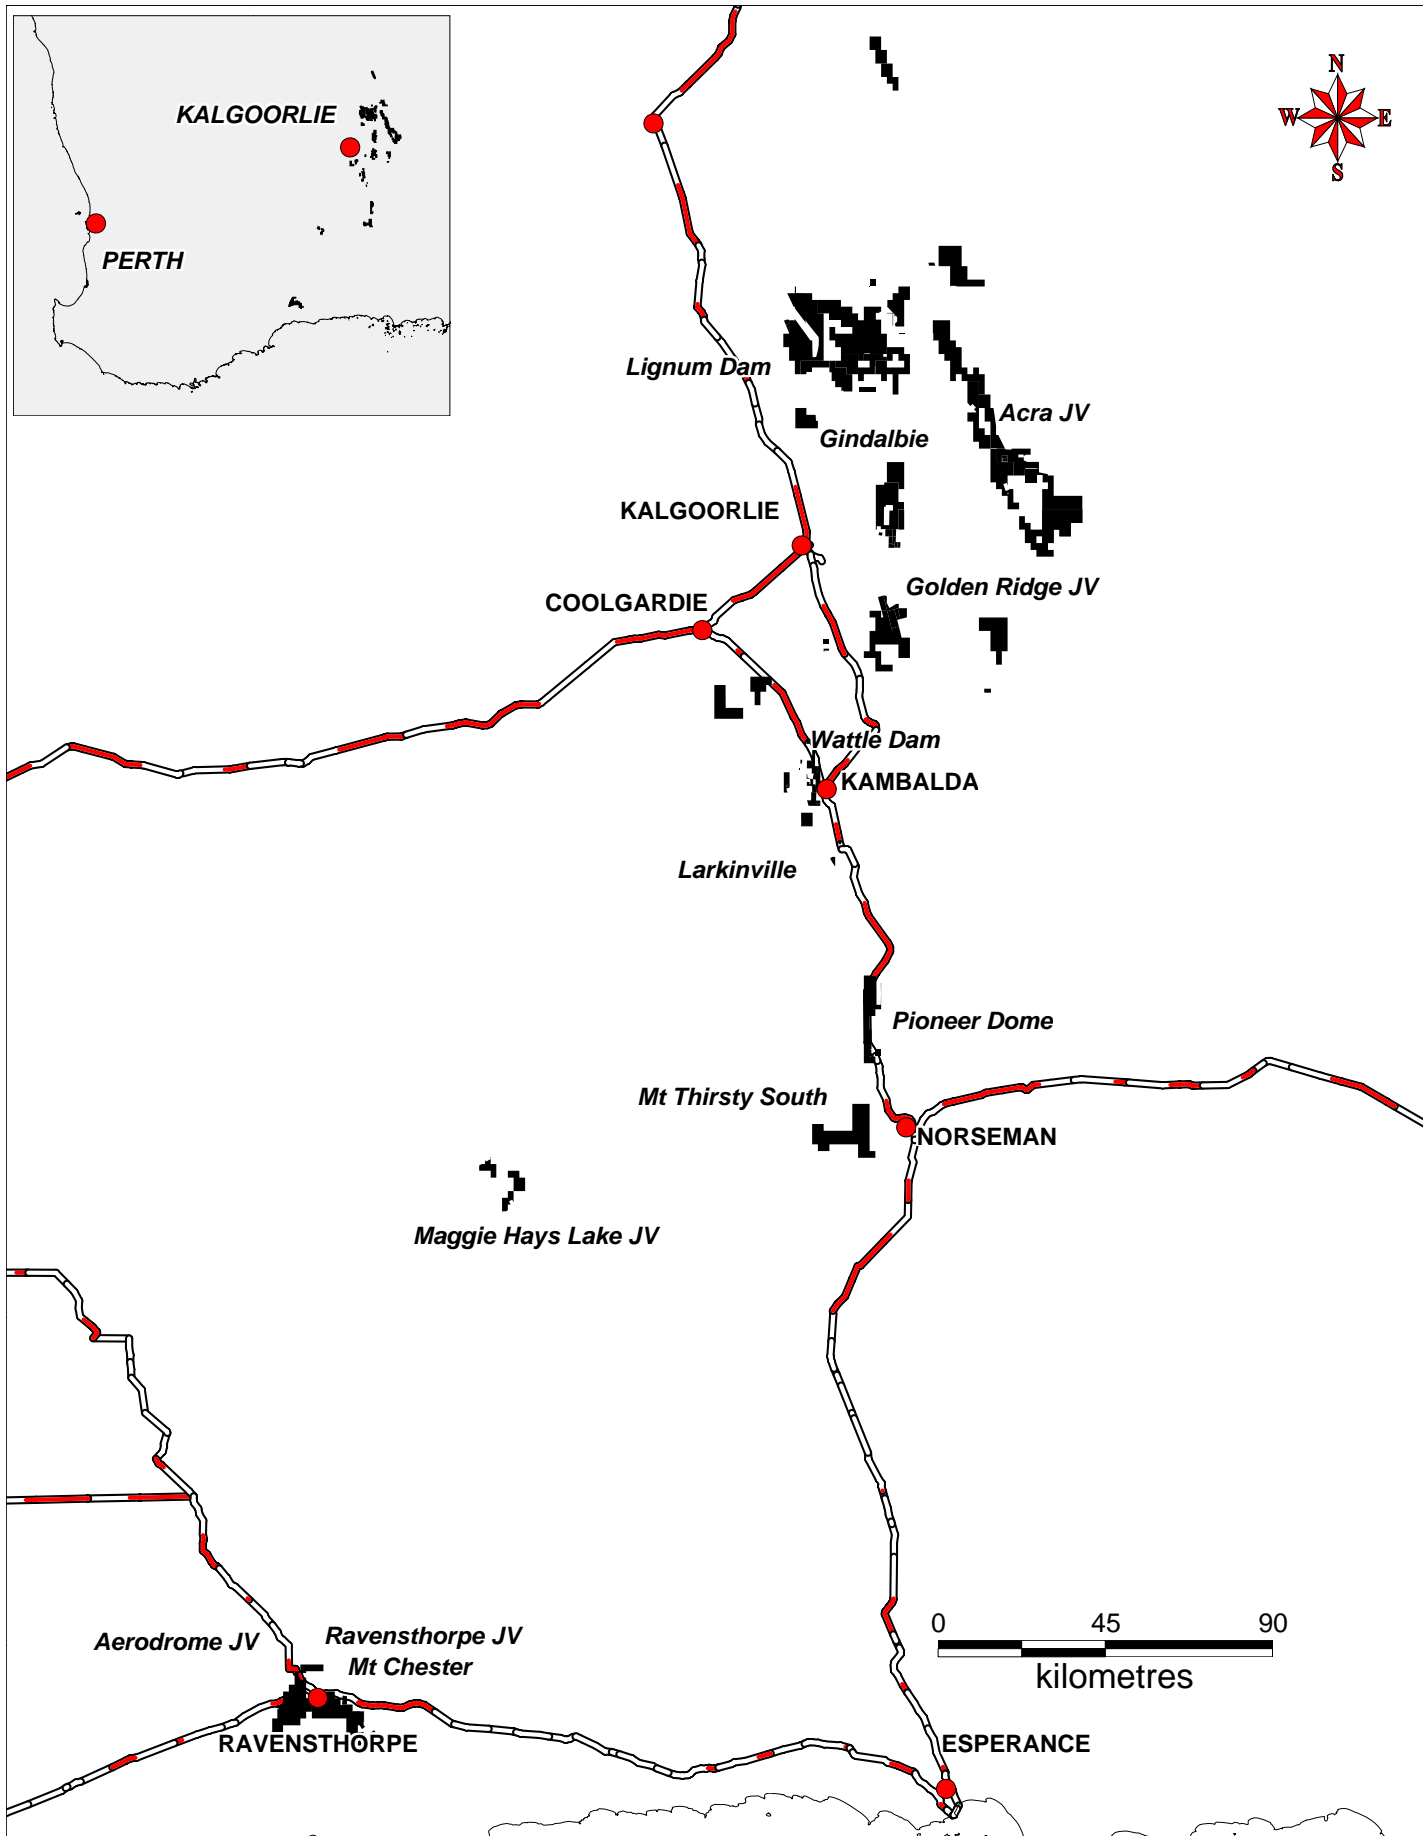 N
W E
S
KALGOORLIE
PERTH
Lignum Dam
Acra JV
Gindalbie
KALGOORLIE
Golden Ridge JV
COOLGARDIE
Wattle Dam
KAMBALDA
Larkinville
Pioneer Dome
Mt Thirsty South
NORSEMAN
Maggie Hays Lake JV
0 45 90
kilometres
Aerodrome JV
Ravensthorpe JV
Mt Chester
RAVENSTHORPE
ESPERANCE